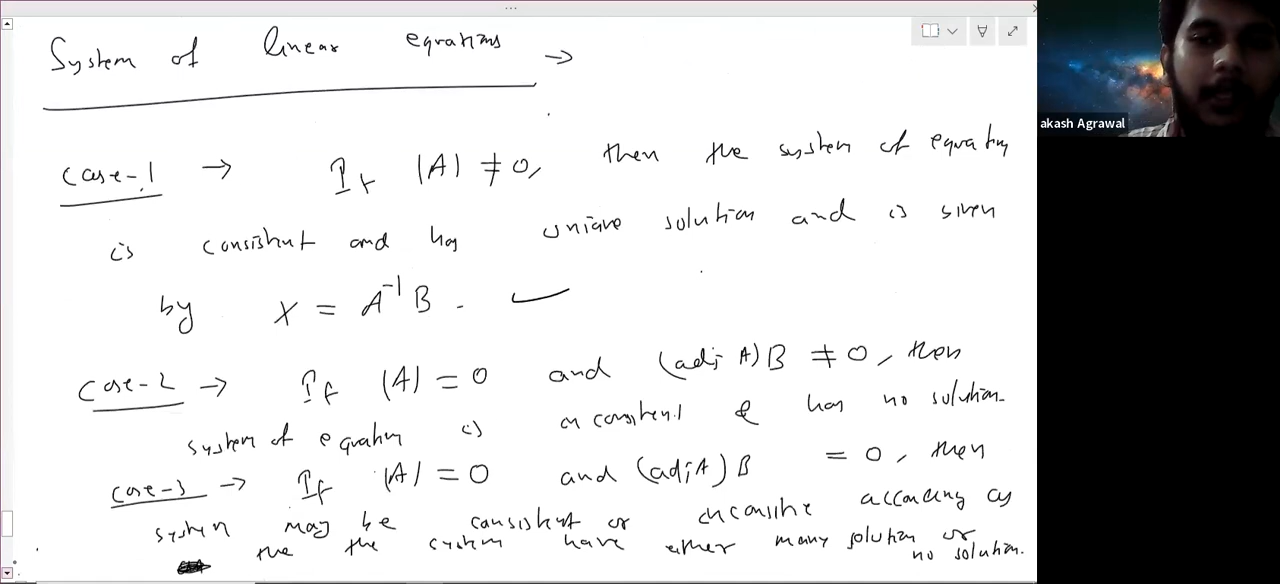 System of linear equations →
akash Agrawal
Case-1 → If |A| ≠ 0, then the system of equation
is consistent and has unique solution and is given
by X = A⁻¹B.
Case-2 → If |A| = 0 and (adj A)B ≠ 0, then
system of equation is inconsistent & has no solution.
Case-3 → If |A| = 0 and (adj A)B = 0, then
system may be consistent or according as
the the system have either many solution or
no solution.